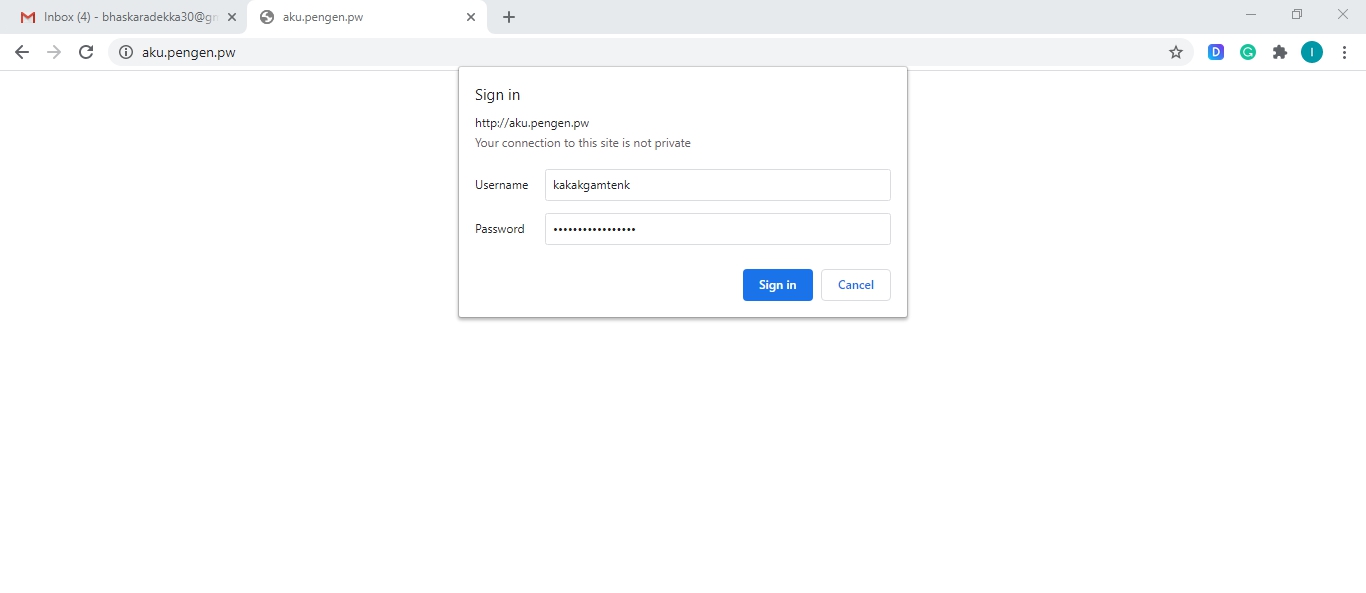 Inbox (4) - bhaskaradekka30@gm
aku.pengen.pw
aku.pengen.pw
Sign in
http://aku.pengen.pw
Your connection to this site is not private
Username kakakgamtenk
Password •••••••••••••••••
Sign in Cancel
D
G
I